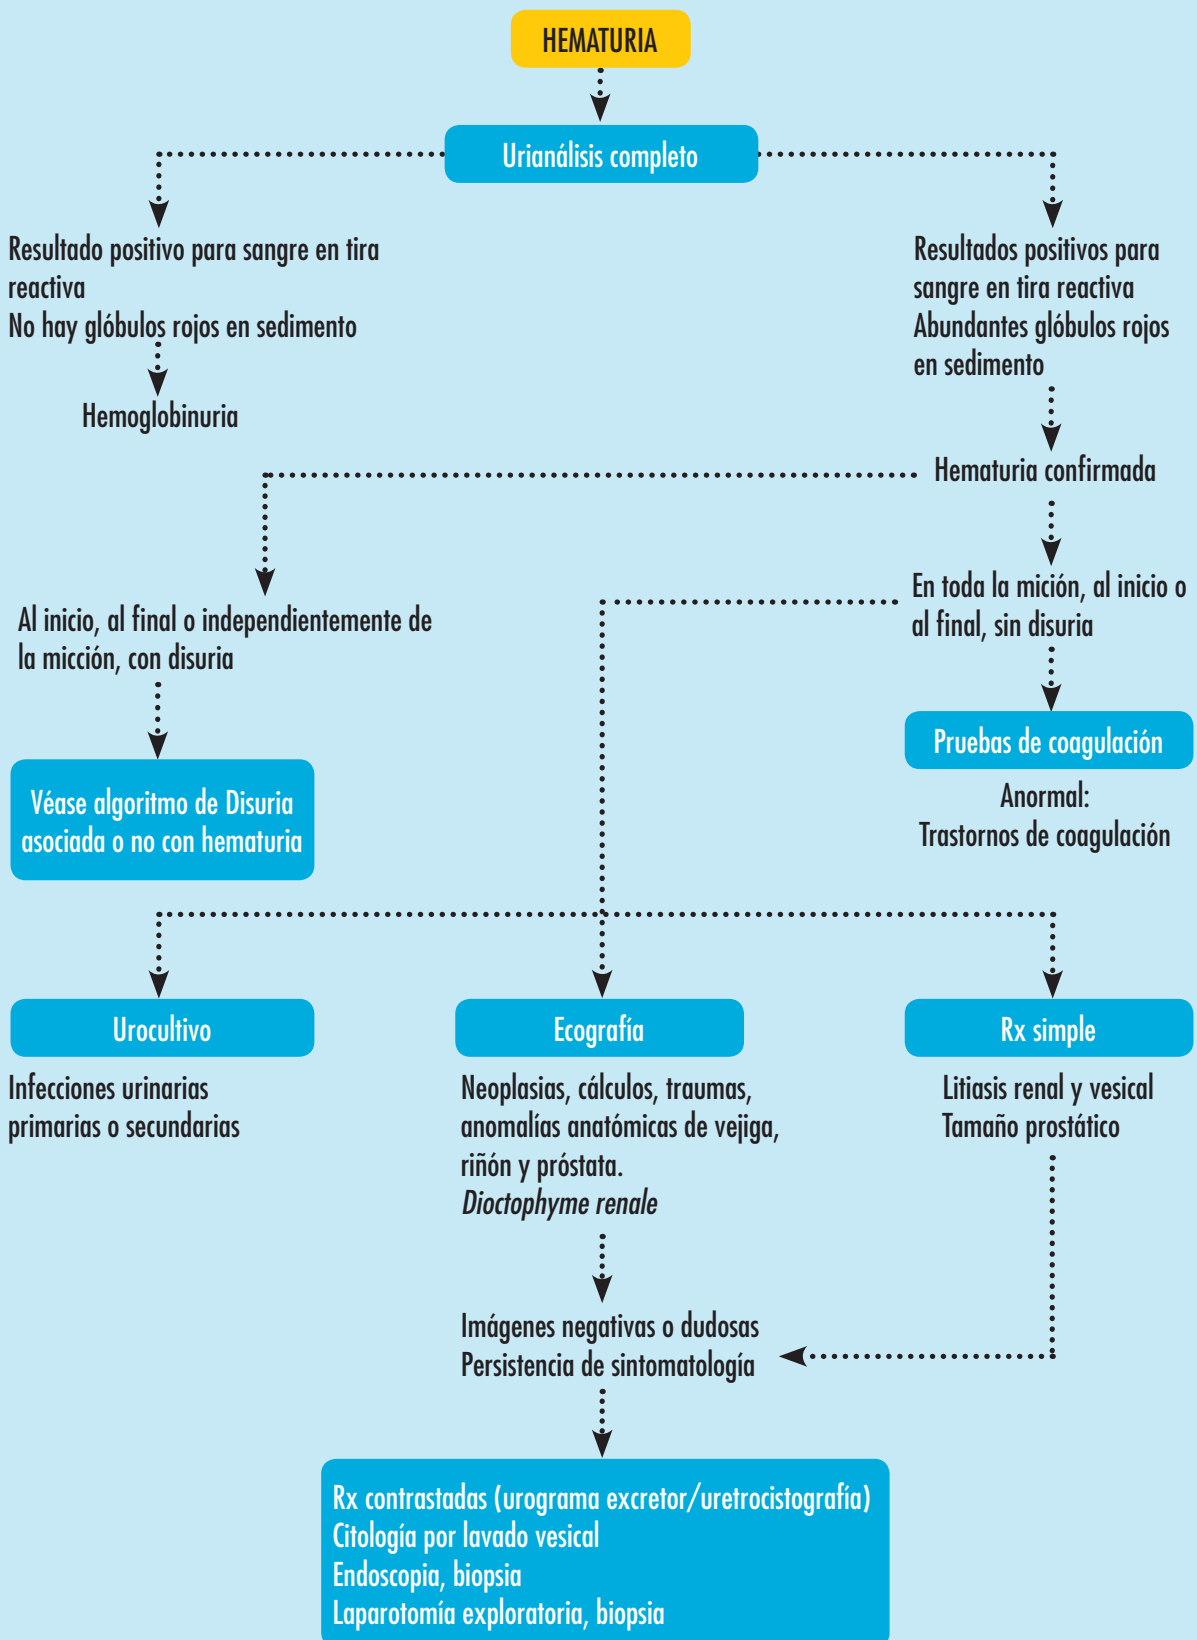 HEMATURIA
Urianálisis completo
Resultado positivo para sangre en tira
reactiva
No hay glóbulos rojos en sedimento
Hemoglobinuria
Resultados positivos para
sangre en tira reactiva
Abundantes glóbulos rojos
en sedimento
Hematuria confirmada
Al inicio, al final o independientemente de
la micción, con disuria
Véase algoritmo de Disuria
asociada o no con hematuria
En toda la mición, al inicio o
al final, sin disuria
Pruebas de coagulación
Anormal:
Trastornos de coagulación
Urocultivo
Infecciones urinarias
primarias o secundarias
Ecografía
Neoplasias, cálculos, traumas,
anomalías anatómicas de vejiga,
riñón y próstata.
Dioctophyme renale
Rx simple
Litiasis renal y vesical
Tamaño prostático
Imágenes negativas o dudosas
Persistencia de sintomatología
Rx contrastadas (urograma excretor/uretrocistografía)
Citología por lavado vesical
Endoscopia, biopsia
Laparotomía exploratoria, biopsia